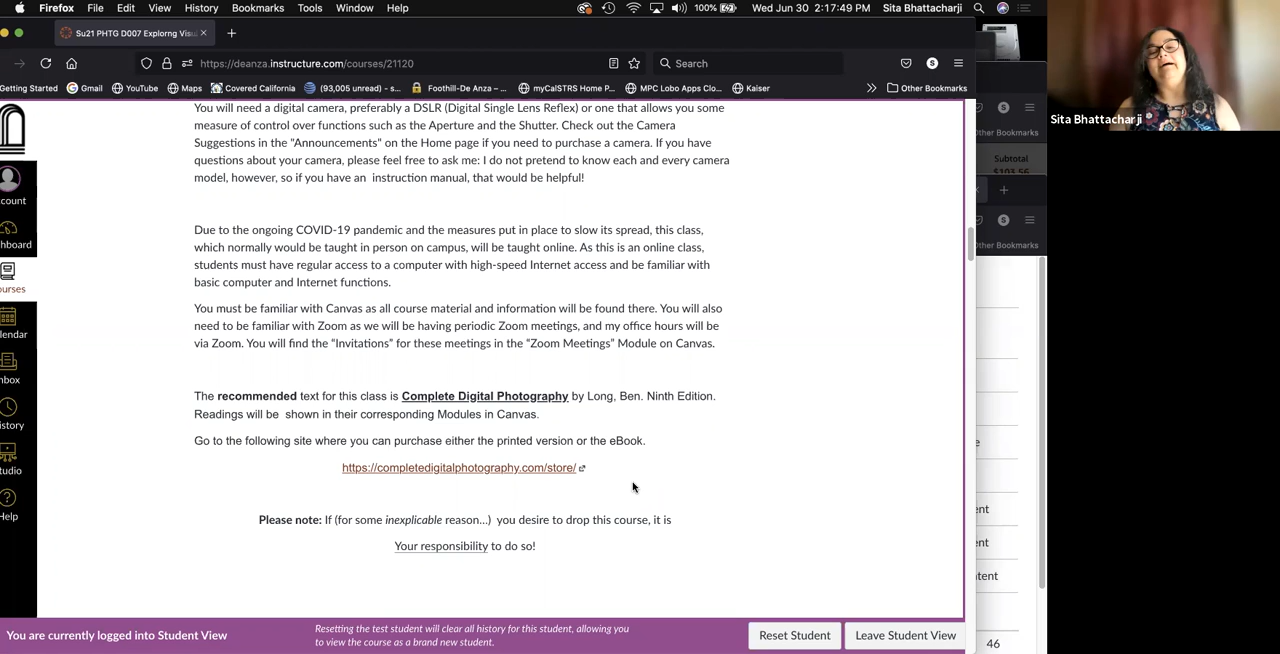 Firefox File Edit View History Bookmarks Tools Window Help 100% Wed Jun 30 2:17:49 PM Sita Bhattacharji
Su21 PHTG D007 Explorng Visu
https://deanza.instructure.com/courses/21120 Search
Getting Started Gmail YouTube Maps Covered California (93,005 unread) - s... Foothill-De Anza – ... myCalSTRS Home P... MPC Lobo Apps Clo... Kaiser Other Bookmarks
Sita Bhattacharji
Other Bookmarks
Subtotal
$103.56
Other Bookmarks
ccount
hboard
ourses
lendar
nbox
istory
tudio
Help
You will need a digital camera, preferably a DSLR (Digital Single Lens Reflex) or one that allows you some
measure of control over functions such as the Aperture and the Shutter. Check out the Camera
Suggestions in the "Announcements" on the Home page if you need to purchase a camera. If you have
questions about your camera, please feel free to ask me: I do not pretend to know each and every camera
model, however, so if you have an instruction manual, that would be helpful!
Due to the ongoing COVID-19 pandemic and the measures put in place to slow its spread, this class,
which normally would be taught in person on campus, will be taught online. As this is an online class,
students must have regular access to a computer with high-speed Internet access and be familiar with
basic computer and Internet functions.
You must be familiar with Canvas as all course material and information will be found there. You will also
need to be familiar with Zoom as we will be having periodic Zoom meetings, and my office hours will be
via Zoom. You will find the “Invitations” for these meetings in the “Zoom Meetings” Module on Canvas.
The recommended text for this class is Complete Digital Photography by Long, Ben. Ninth Edition.
Readings will be shown in their corresponding Modules in Canvas.
Go to the following site where you can purchase either the printed version or the eBook.
https://completedigitalphotography.com/store/
Please note: If (for some inexplicable reason...) you desire to drop this course, it is
Your responsibility to do so!
ent
ent
tent
46
You are currently logged into Student View
Resetting the test student will clear all history for this student, allowing you
to view the course as a brand new student.
Reset Student Leave Student View